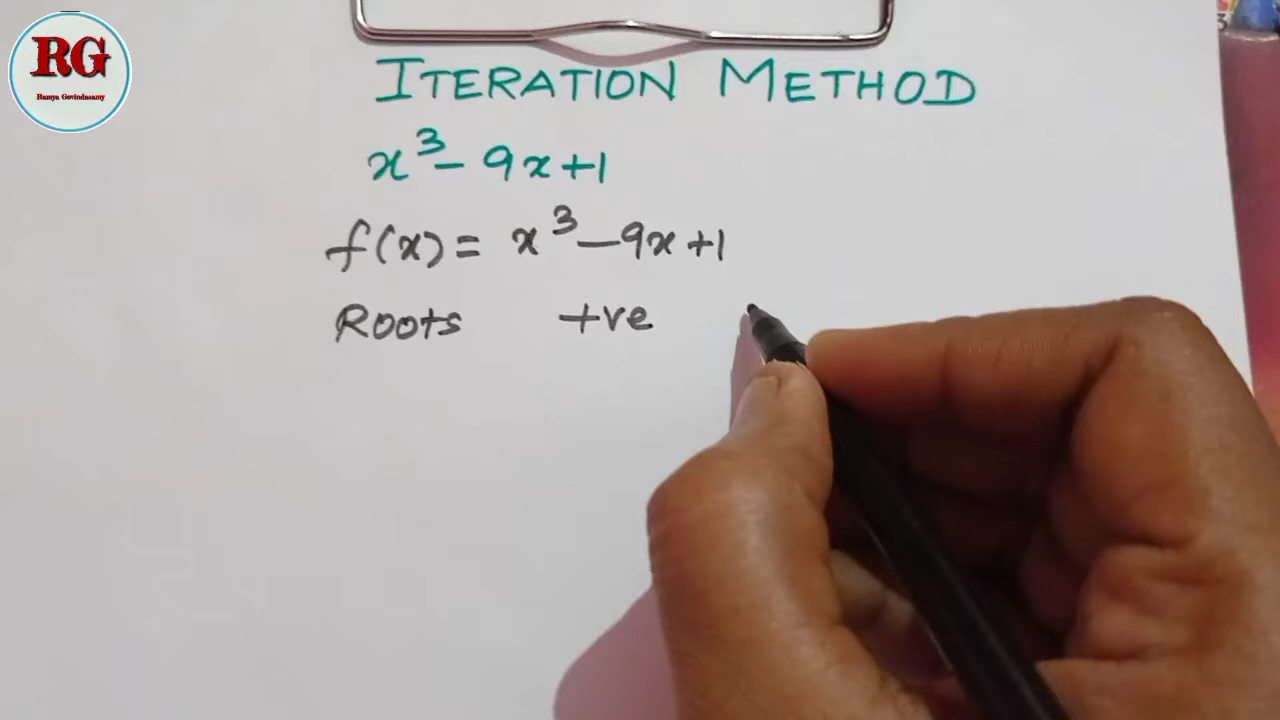 RG
Ramya Govindasamy
ITERATION METHOD
x³- 9x+1
f(x) = x³-9x+1
Roots +ve